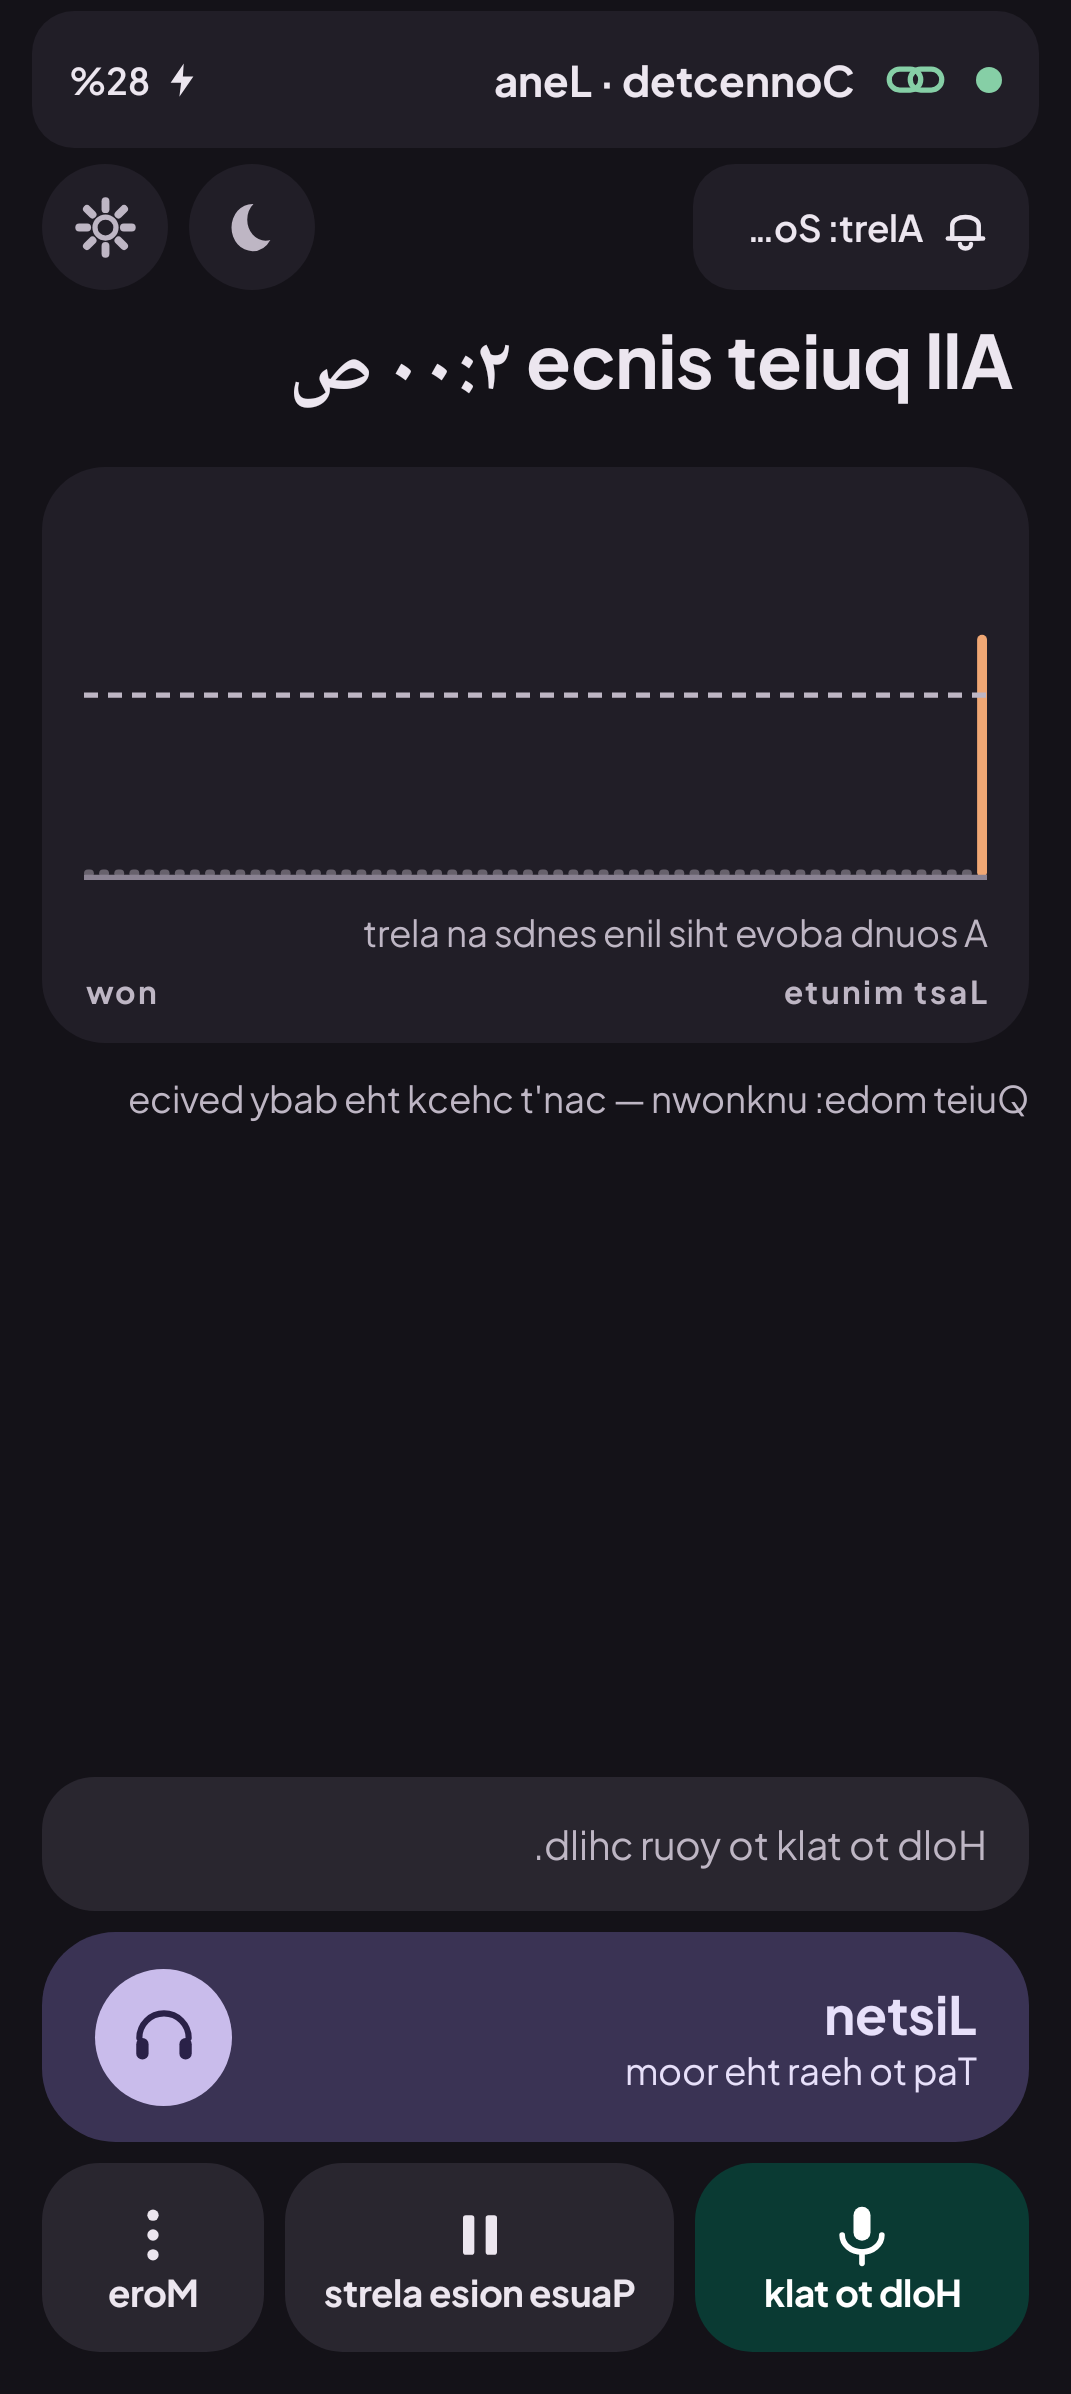 aneL · detcennoC
%28
…oS :trelA
ص ٠٠:٢ ecnis teiuq llA
trela na sdnes enil siht evoba dnuos A
etunim tsaL
won
ecived ybab eht kcehc t'nac — nwonknu :edom teiuQ
.dlihc ruoy ot klat ot dloH
netsiL
moor eht raeh ot paT
klat ot dloH
strela esion esuaP
eroM